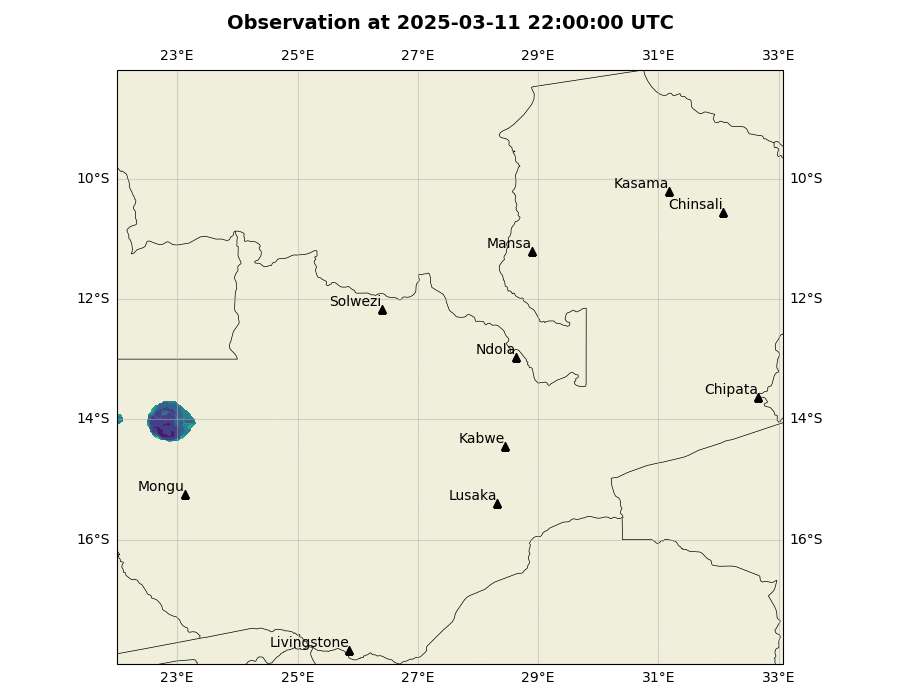 Observation at 2025-03-11 22:00:00 UTC
23°E 25°E 27°E 29°E 31°E 33°E
10°S 10°S
Kasama
Chinsali
Mansa
12°S 12°S
Solwezi
Ndola
Chipata
14°S 14°S
Kabwe
Mongu
Lusaka
16°S 16°S
Livingstone
23°E 25°E 27°E 29°E 31°E 33°E